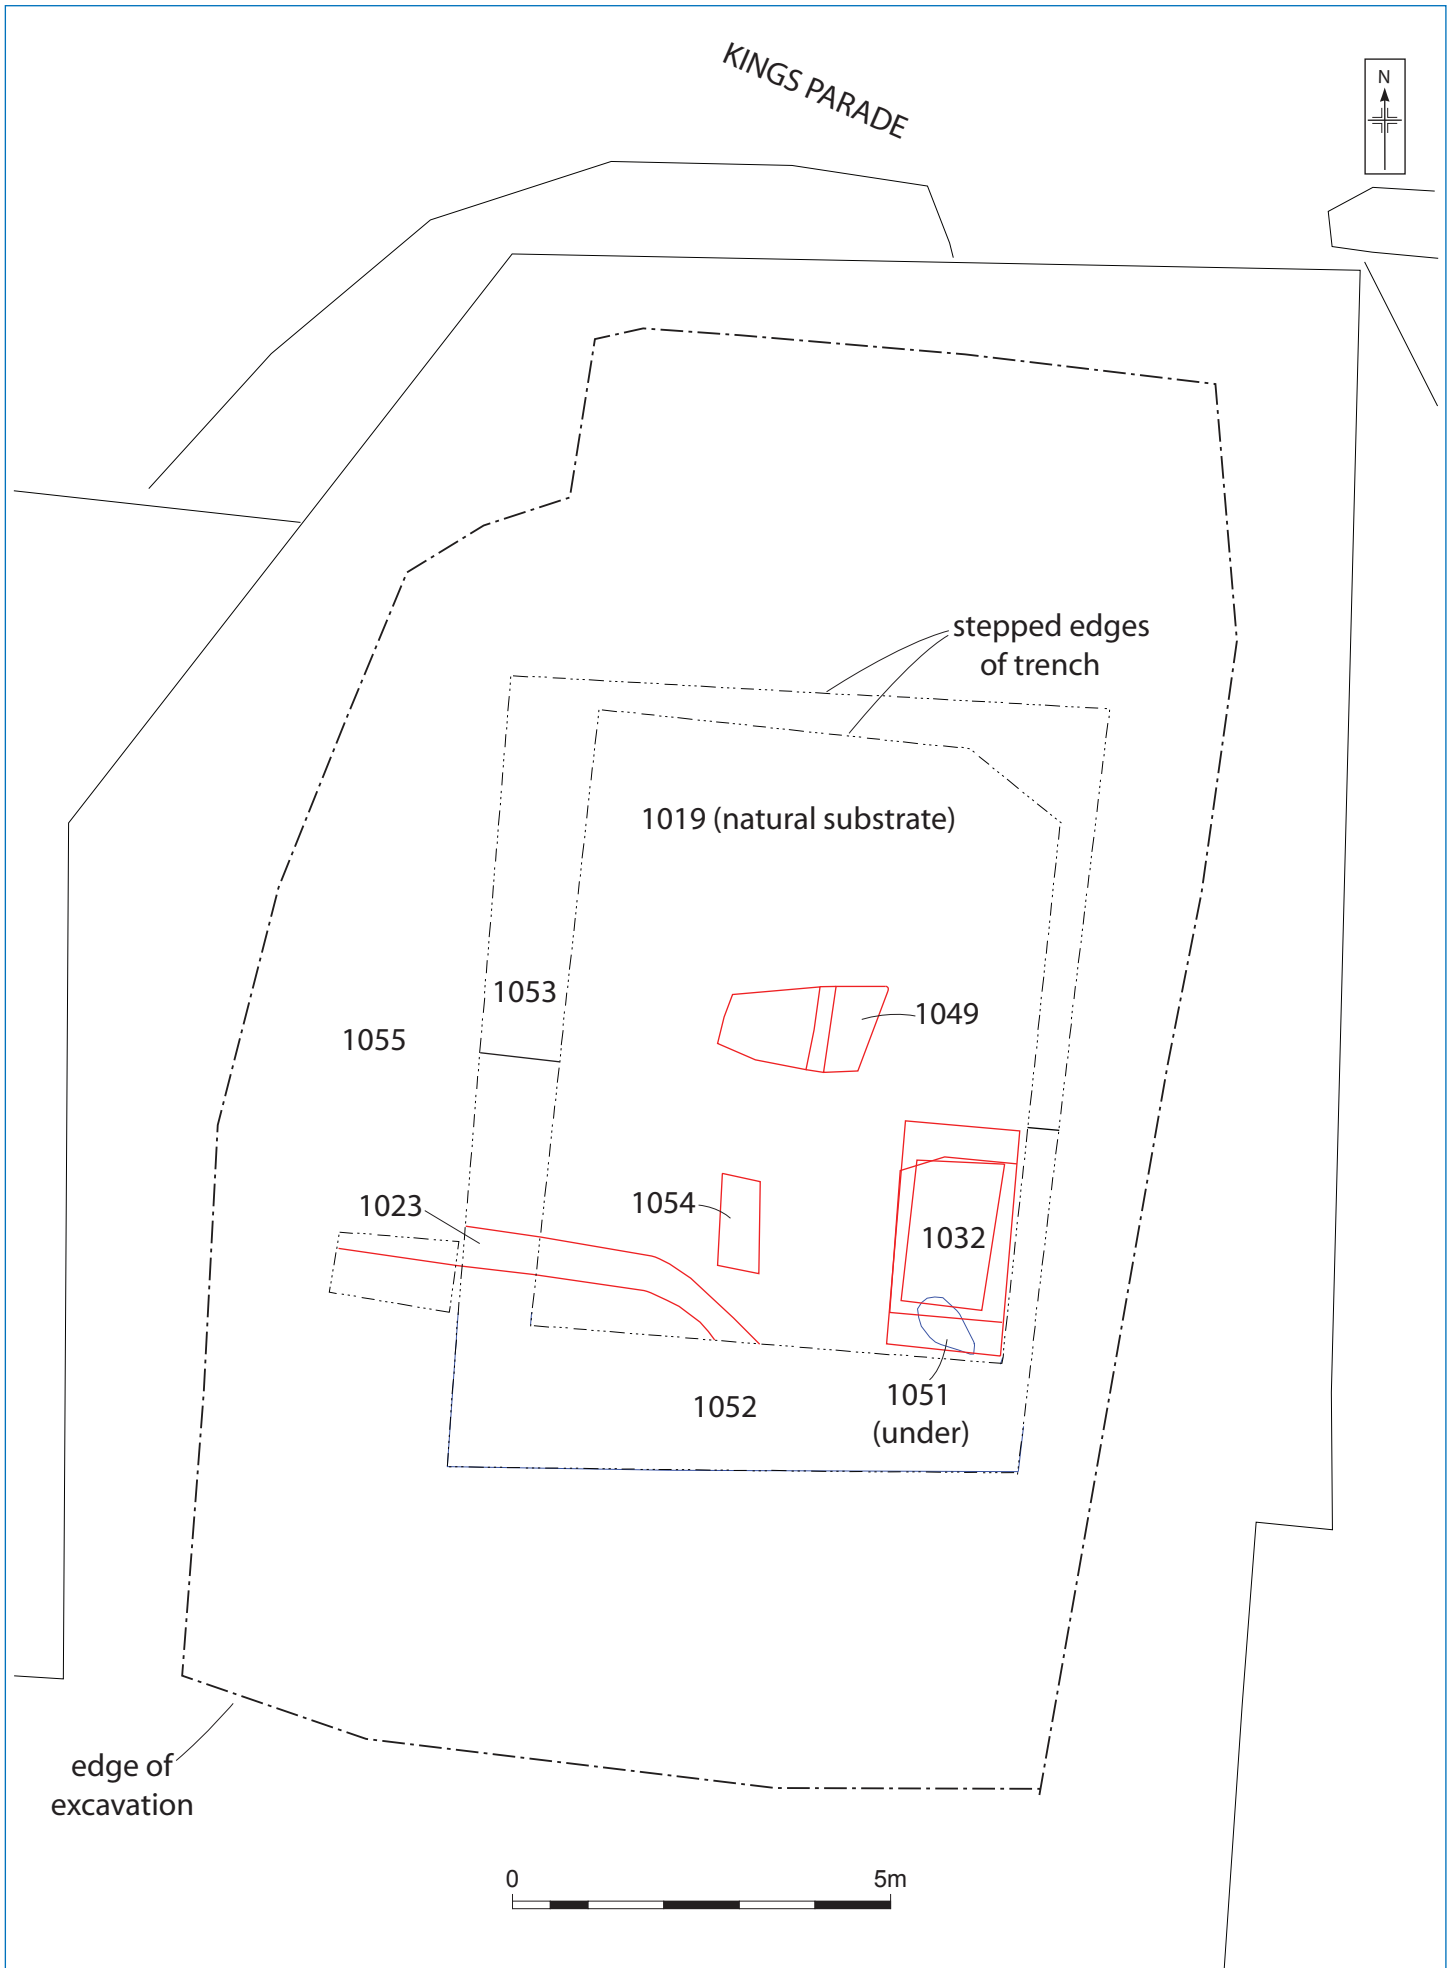 KINGS PARADE
N
stepped edges
of trench
1019 (natural substrate)
1053
1049
1055
1023
1054
1032
1052
1051
(under)
edge of
excavation
0
5m